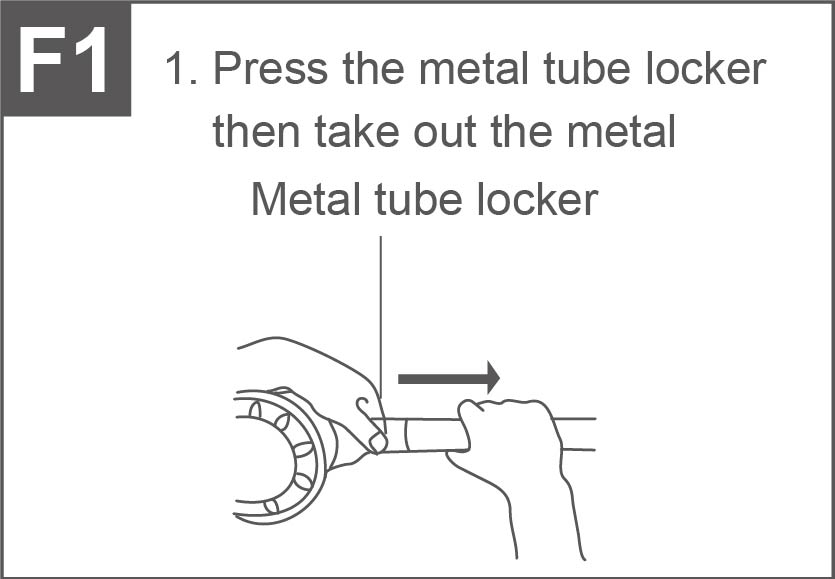 F1
1. Press the metal tube locker
then take out the metal
Metal tube locker